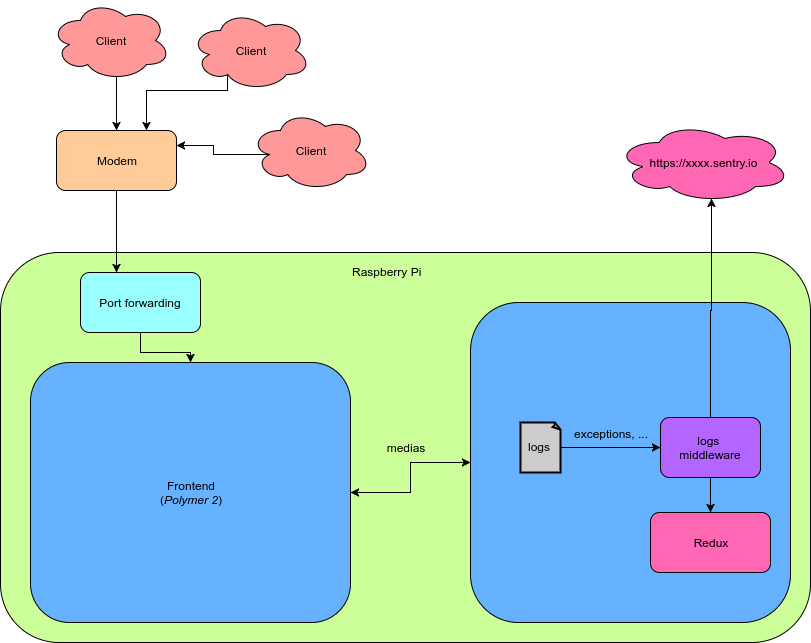 Client
Client
Client
Modem
https://xxxx.sentry.io
Raspberry Pi
Port forwarding
Frontend
(Polymer 2)
medias
logs
exceptions, ...
logs
middleware
Redux